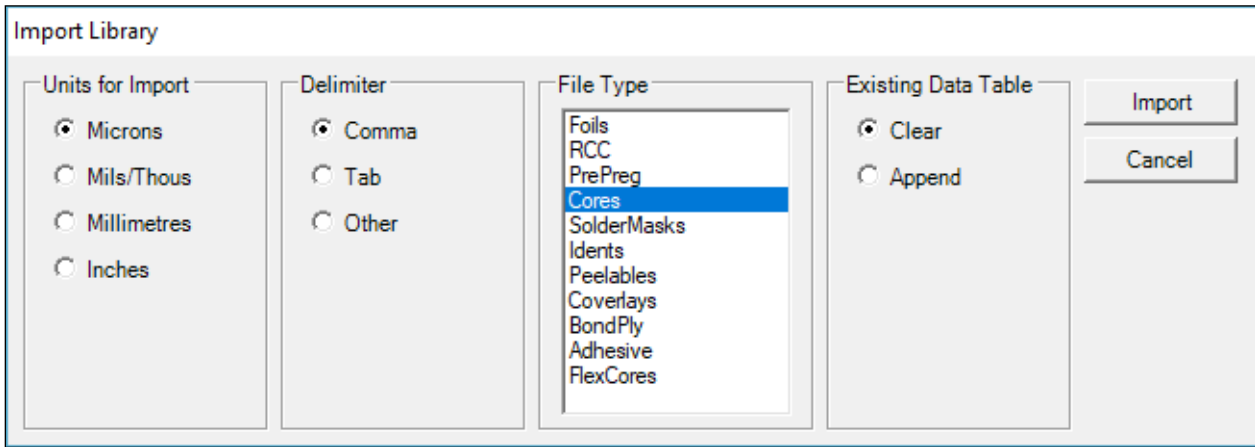 Import Library
Units for Import
Microns
Mils/Thous
Millimetres
Inches
Delimiter
Comma
Tab
Other
File Type
Foils
RCC
PrePreg
Cores
SolderMasks
Idents
Peelables
Coverlays
BondPly
Adhesive
FlexCores
Existing Data Table
Clear
Append
Import
Cancel